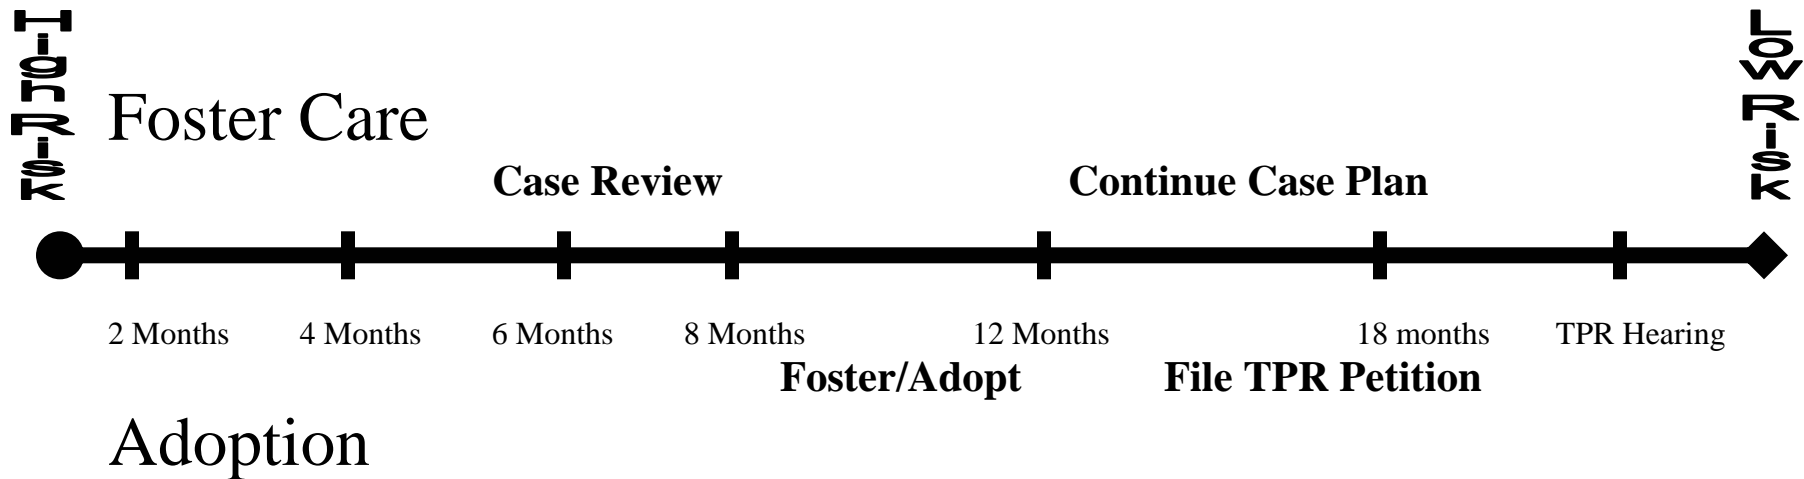 High Risk
Low Risk
Foster Care
Case Review
Continue Case Plan
2 Months
4 Months
6 Months
8 Months
12 Months
18 months
TPR Hearing
Foster/Adopt
File TPR Petition
Adoption